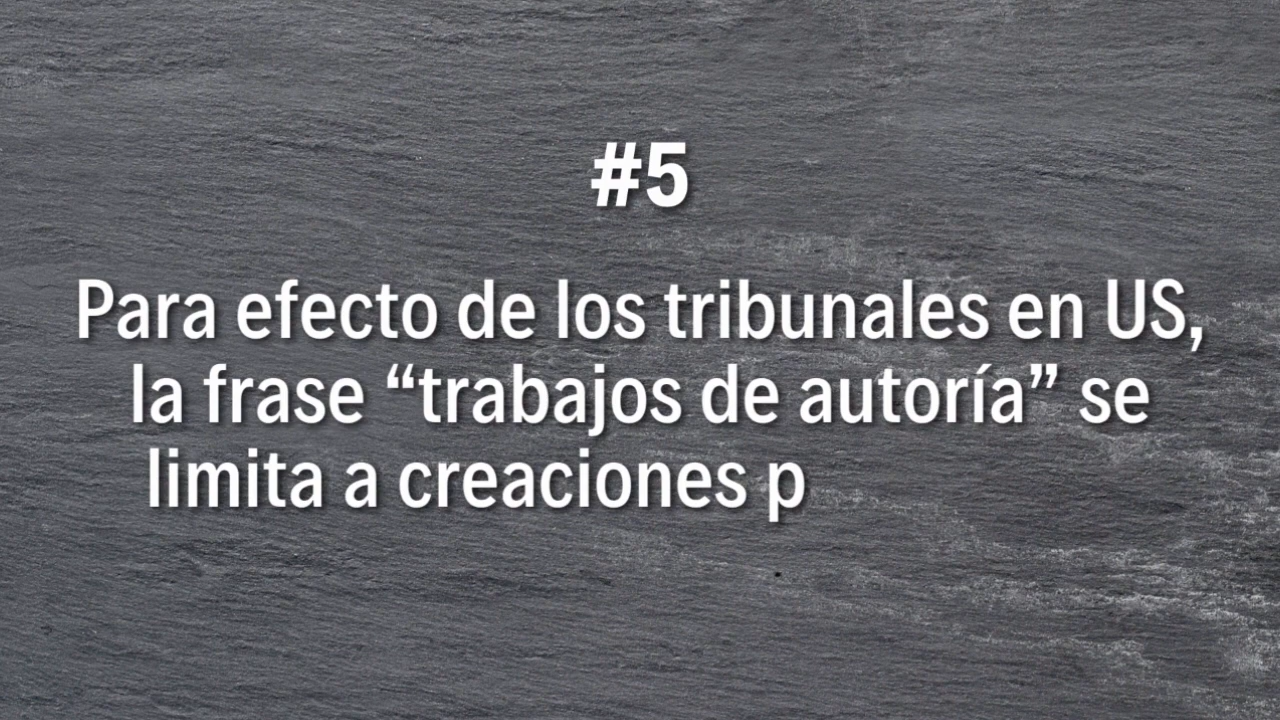 #5
Para efecto de los tribunales en US,
la frase “trabajos de autoría” se
limita a creaciones p